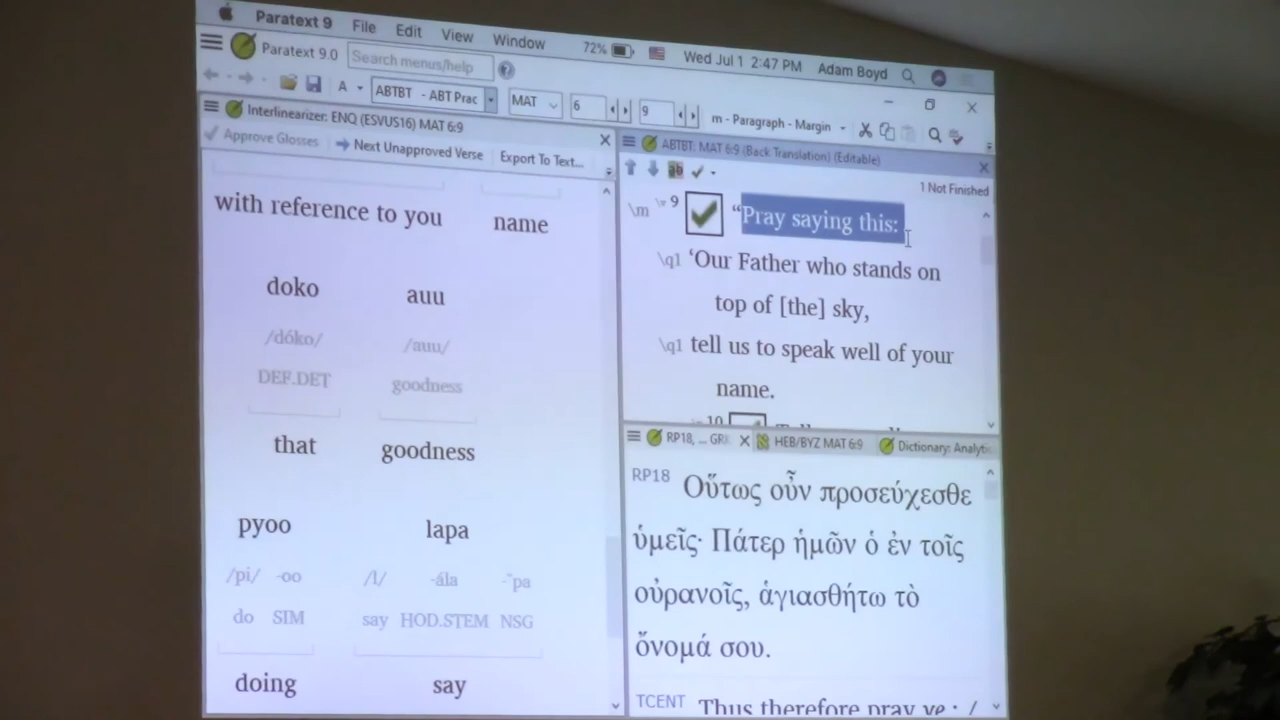 Paratext 9 File Edit View Window 72% Wed Jul 1 2:47 PM Adam Boyd
Paratext 9.0 Search menus/help
A ABTBT - ABT Prac MAT 6 9 m - Paragraph - Margin
Interlinearizer: ENQ (ESVUS16) MAT 6:9
Approve Glosses Next Unapproved Verse Export To Text...
with reference to you name
doko auu
/dóko/ /auu/
DEF.DET goodness
that goodness
pyoo lapa
/pi/ -oo /l/ -ála -˜pa
do SIM say HOD.STEM NSG
doing say
ABTBT: MAT 6:9 (Back Translation) (Editable)
1 Not Finished
\m \v 9 “Pray saying this:
\q1 ‘Our Father who stands on
top of [the] sky,
\q1 tell us to speak well of your
name.
10
RP18, ... GR HEB/BYZ MAT 6:9 Dictionary: Analytic
RP18 Οὕτως οὖν προσεύχεσθε
ὑμεῖς· Πάτερ ἡμῶν ὁ ἐν τοῖς
οὐρανοῖς, ἁγιασθήτω τὸ
ὄνομά σου.
TCENT Thus therefore pray ye : /